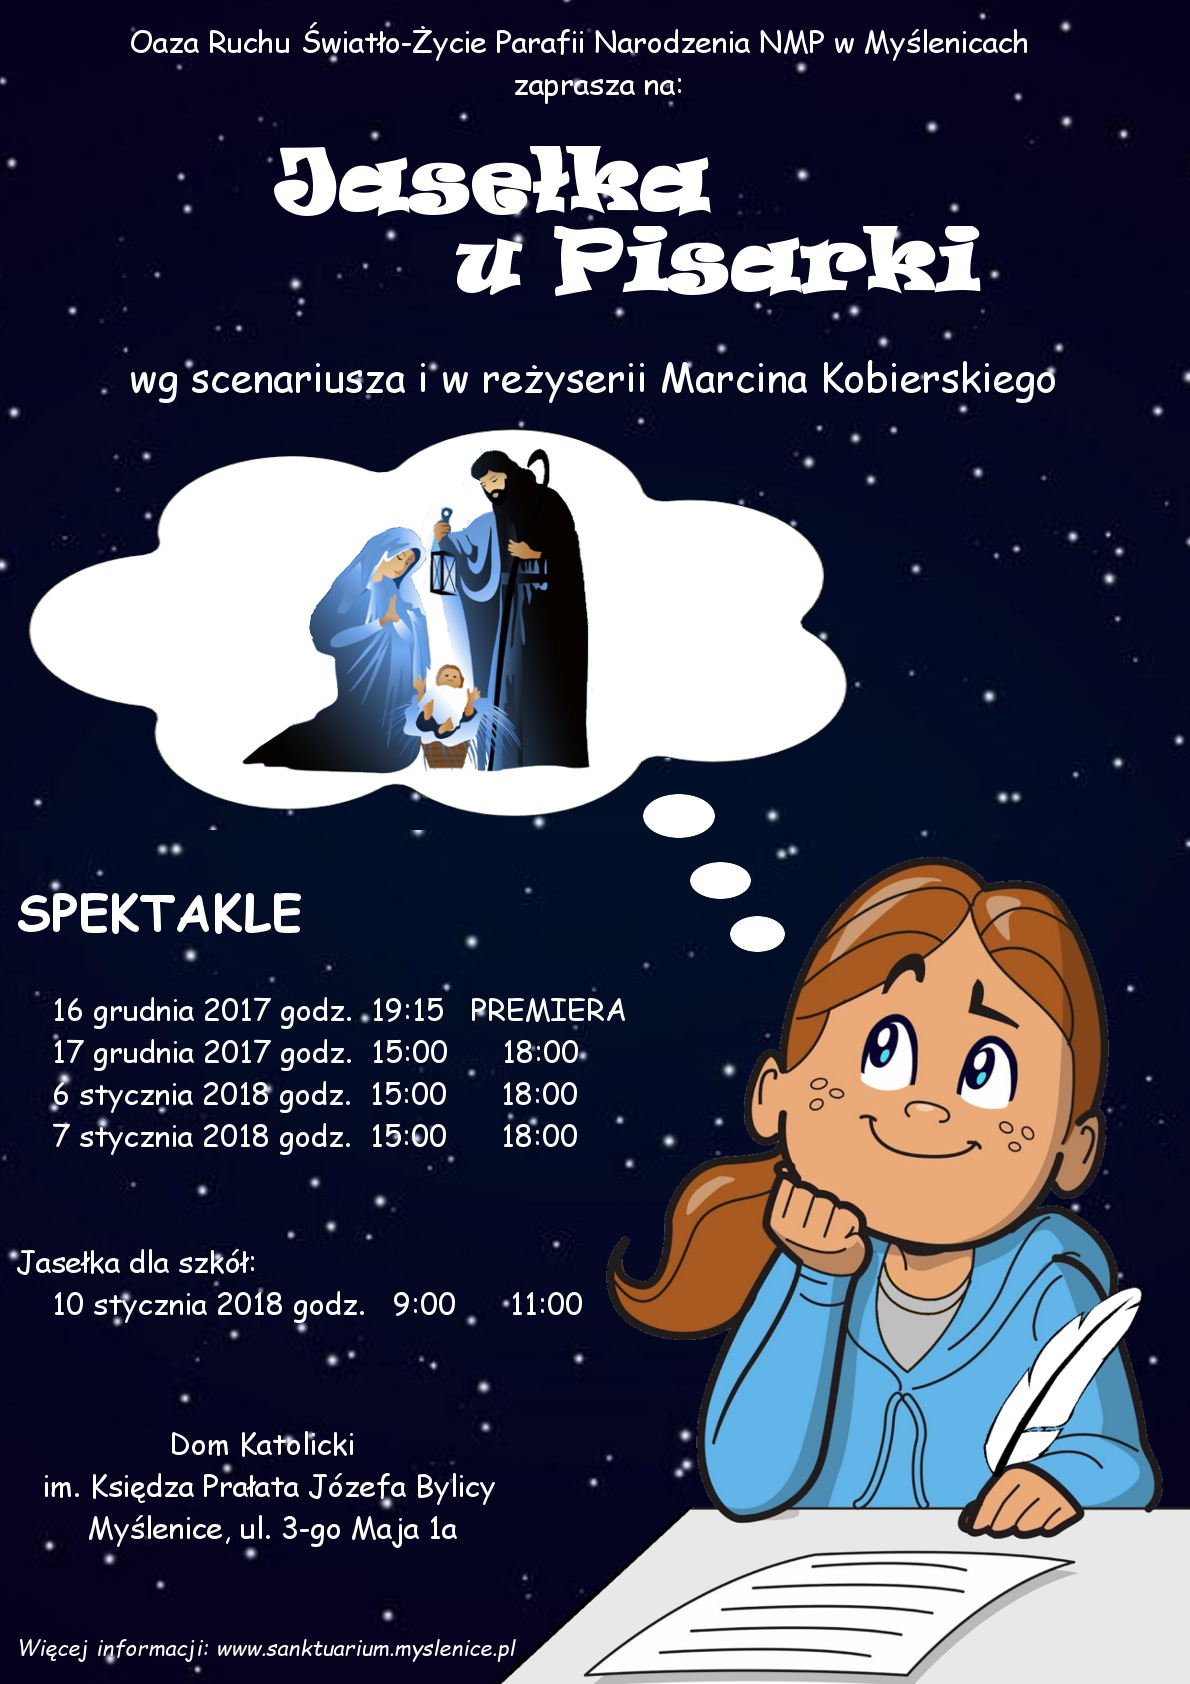 Oaza Ruchu Światło-Życie Parafii Narodzenia NMP w Myślenicach
zaprasza na:
Jasełka
u Pisarki
wg scenariusza i w reżyserii Marcina Kobierskiego
SPEKTAKLE
16 grudnia 2017 godz. 19:15 PREMIERA
17 grudnia 2017 godz. 15:00 18:00
6 stycznia 2018 godz. 15:00 18:00
7 stycznia 2018 godz. 15:00 18:00
Jasełka dla szkół:
10 stycznia 2018 godz. 9:00 11:00
Dom Katolicki
im. Księdza Prałata Józefa Bylicy
Myślenice, ul. 3-go Maja 1a
Więcej informacji: www.sanktuarium.myslenice.pl